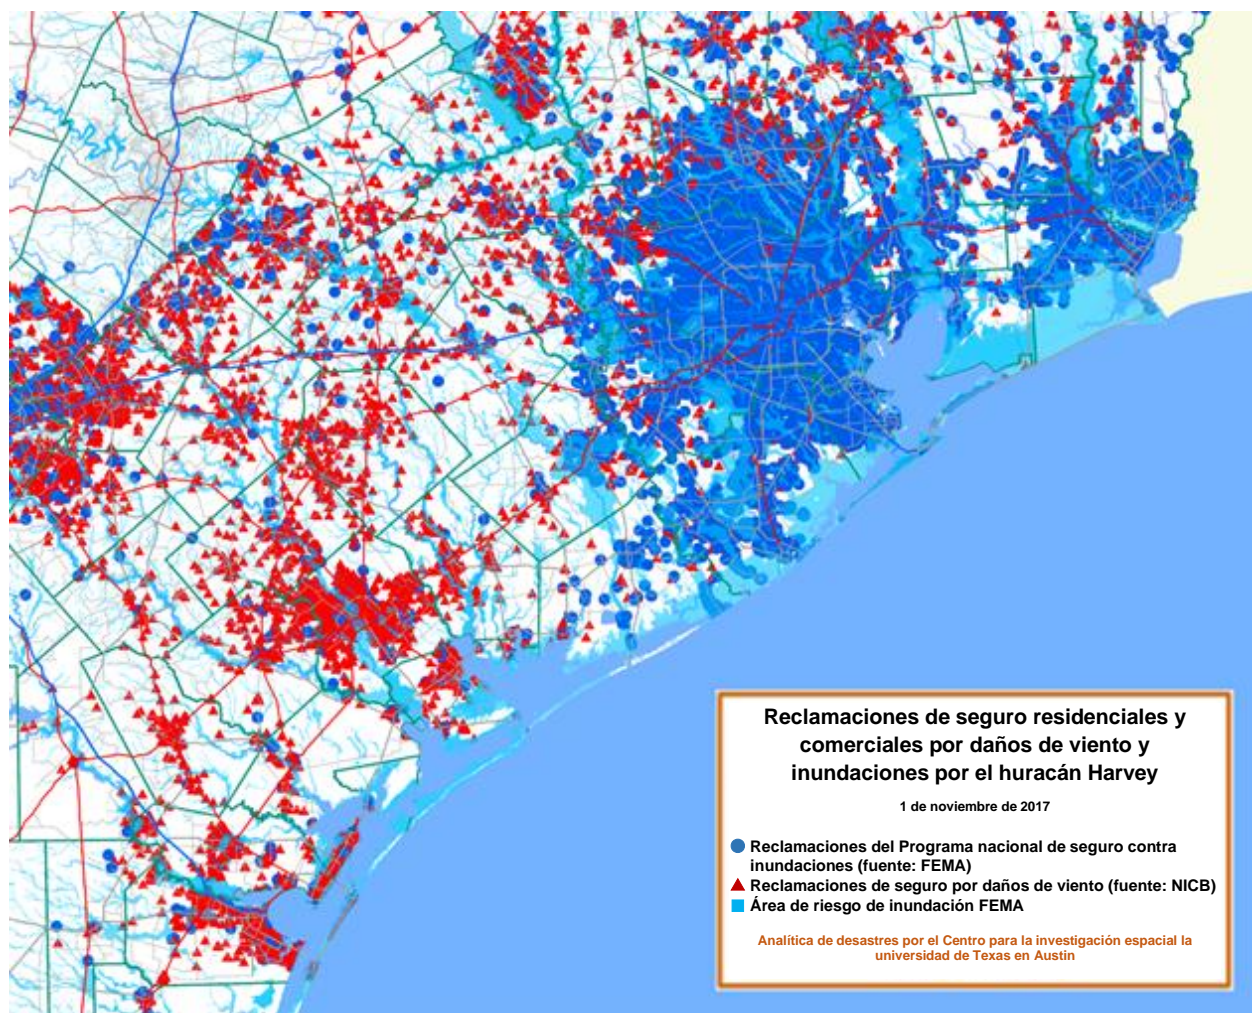 Reclamaciones de seguro residenciales y
comerciales por daños de viento y
inundaciones por el huracán Harvey
1 de noviembre de 2017
Reclamaciones del Programa nacional de seguro contra
inundaciones (fuente: FEMA)
Reclamaciones de seguro por daños de viento (fuente: NICB)
Área de riesgo de inundación FEMA
Analítica de desastres por el Centro para la investigación espacial la
universidad de Texas en Austin